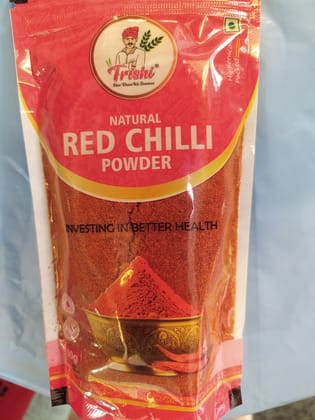 Trishi®
NATURAL
RED CHILLI
POWDER
INVESTING IN BETTER HEALTH